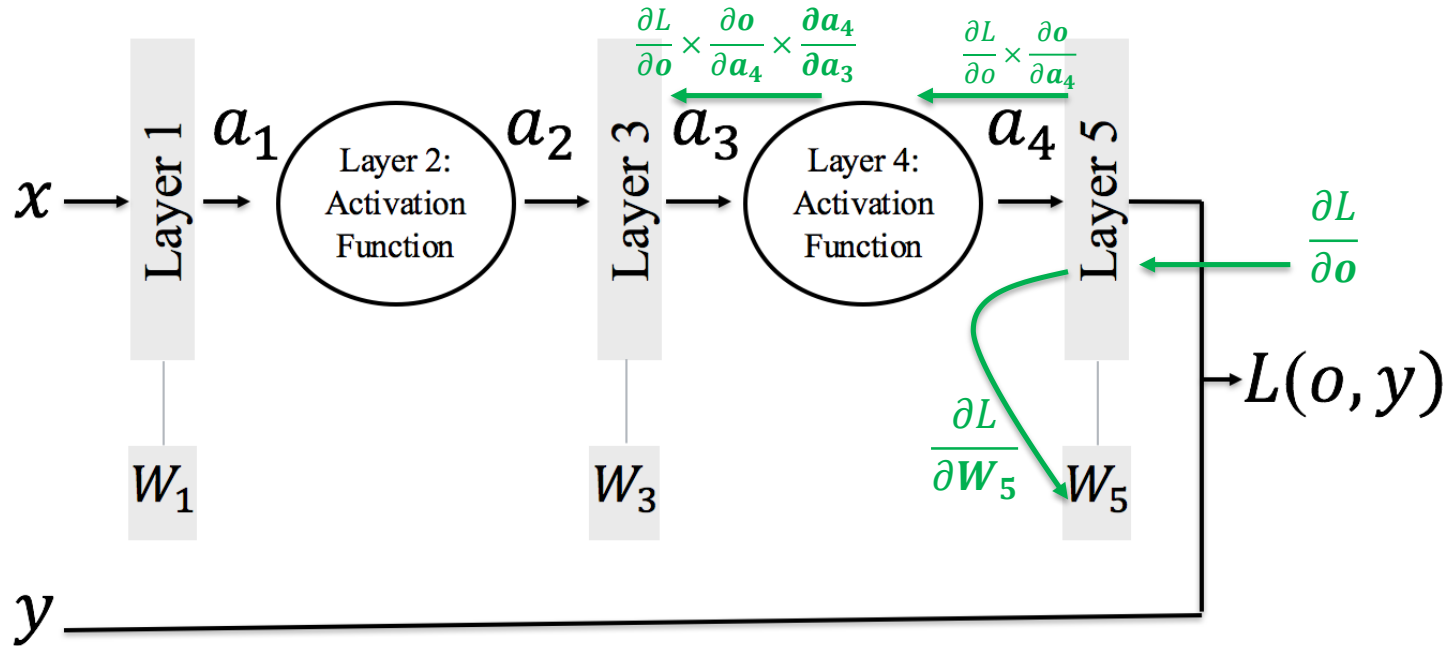 ∂L/∂o × ∂o/∂a₄ × ∂a₄/∂a₃
∂L/∂o × ∂o/∂a₄
x
Layer 1
a₁
Layer 2:
Activation
Function
a₂
Layer 3
a₃
Layer 4:
Activation
Function
a₄
Layer 5
∂L/∂o
L(o, y)
∂L/∂W₅
W₁
W₃
W₅
y